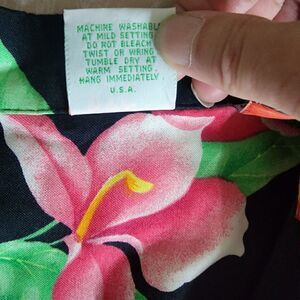 MACHINE WASHABLE
AT MILD SETTING
DO NOT BLEACH
TWIST OR WRING
TUMBLE DRY AT
WARM SETTING.
HANG IMMEDIATELY
U.S.A.